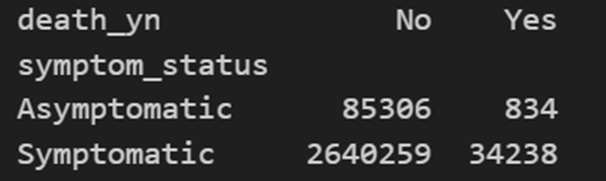 death_yn No Yes
symptom_status
Asymptomatic 85306 834
Symptomatic 2640259 34238